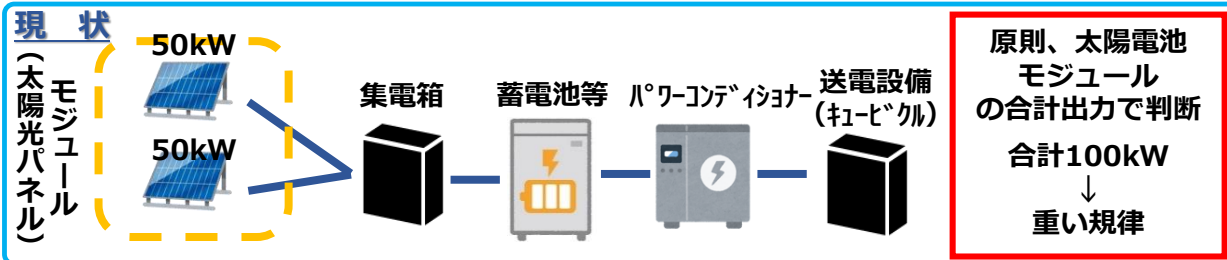 現　状
モジュール
（太陽光パネル）
50kW
50kW
集電箱
蓄電池等
ﾊﾟﾜｰｺﾝﾃﾞｨｼｮﾅｰ
送電設備
(ｷｭｰﾋﾞｸﾙ)
原則、太陽電池
モジュール
の合計出力で判断
合計100kW
↓
重い規律